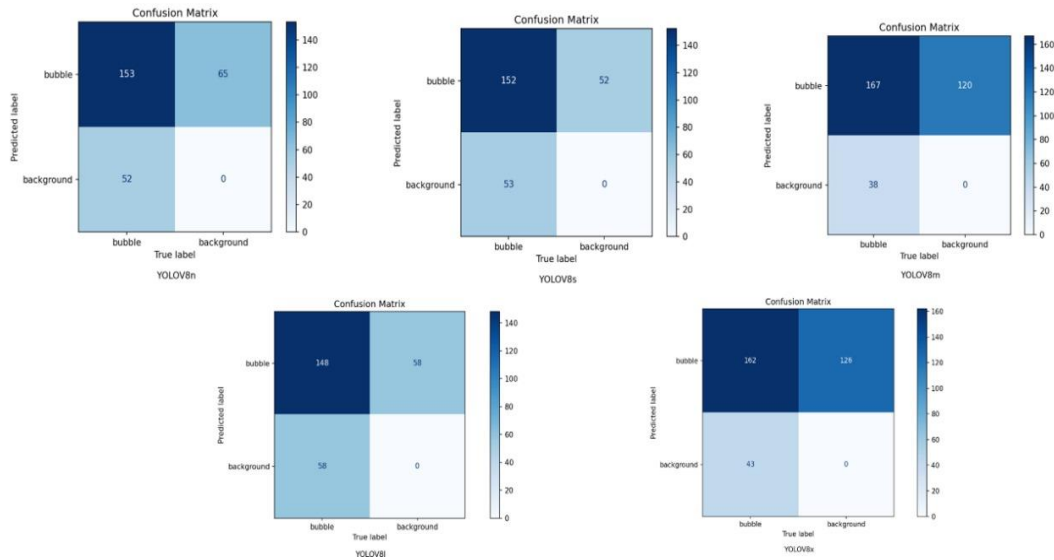 Confusion Matrix
140
120
100
80
60
40
20
0
bubble
153
65
Predicted label
background
52
0
bubble
background
True label
YOLOV8n
Confusion Matrix
140
120
100
80
60
40
20
0
bubble
152
52
Predicted label
background
53
0
bubble
background
True label
YOLOV8s
Confusion Matrix
160
140
120
100
80
60
40
20
0
bubble
167
120
Predicted label
background
38
0
bubble
background
True label
YOLOV8m
Confusion Matrix
140
120
100
80
60
40
20
0
bubble
148
58
Predicted label
background
58
0
bubble
background
True label
YOLOV8l
Confusion Matrix
160
140
120
100
80
60
40
20
0
bubble
162
126
Predicted label
background
43
0
bubble
background
True label
YOLOV8x